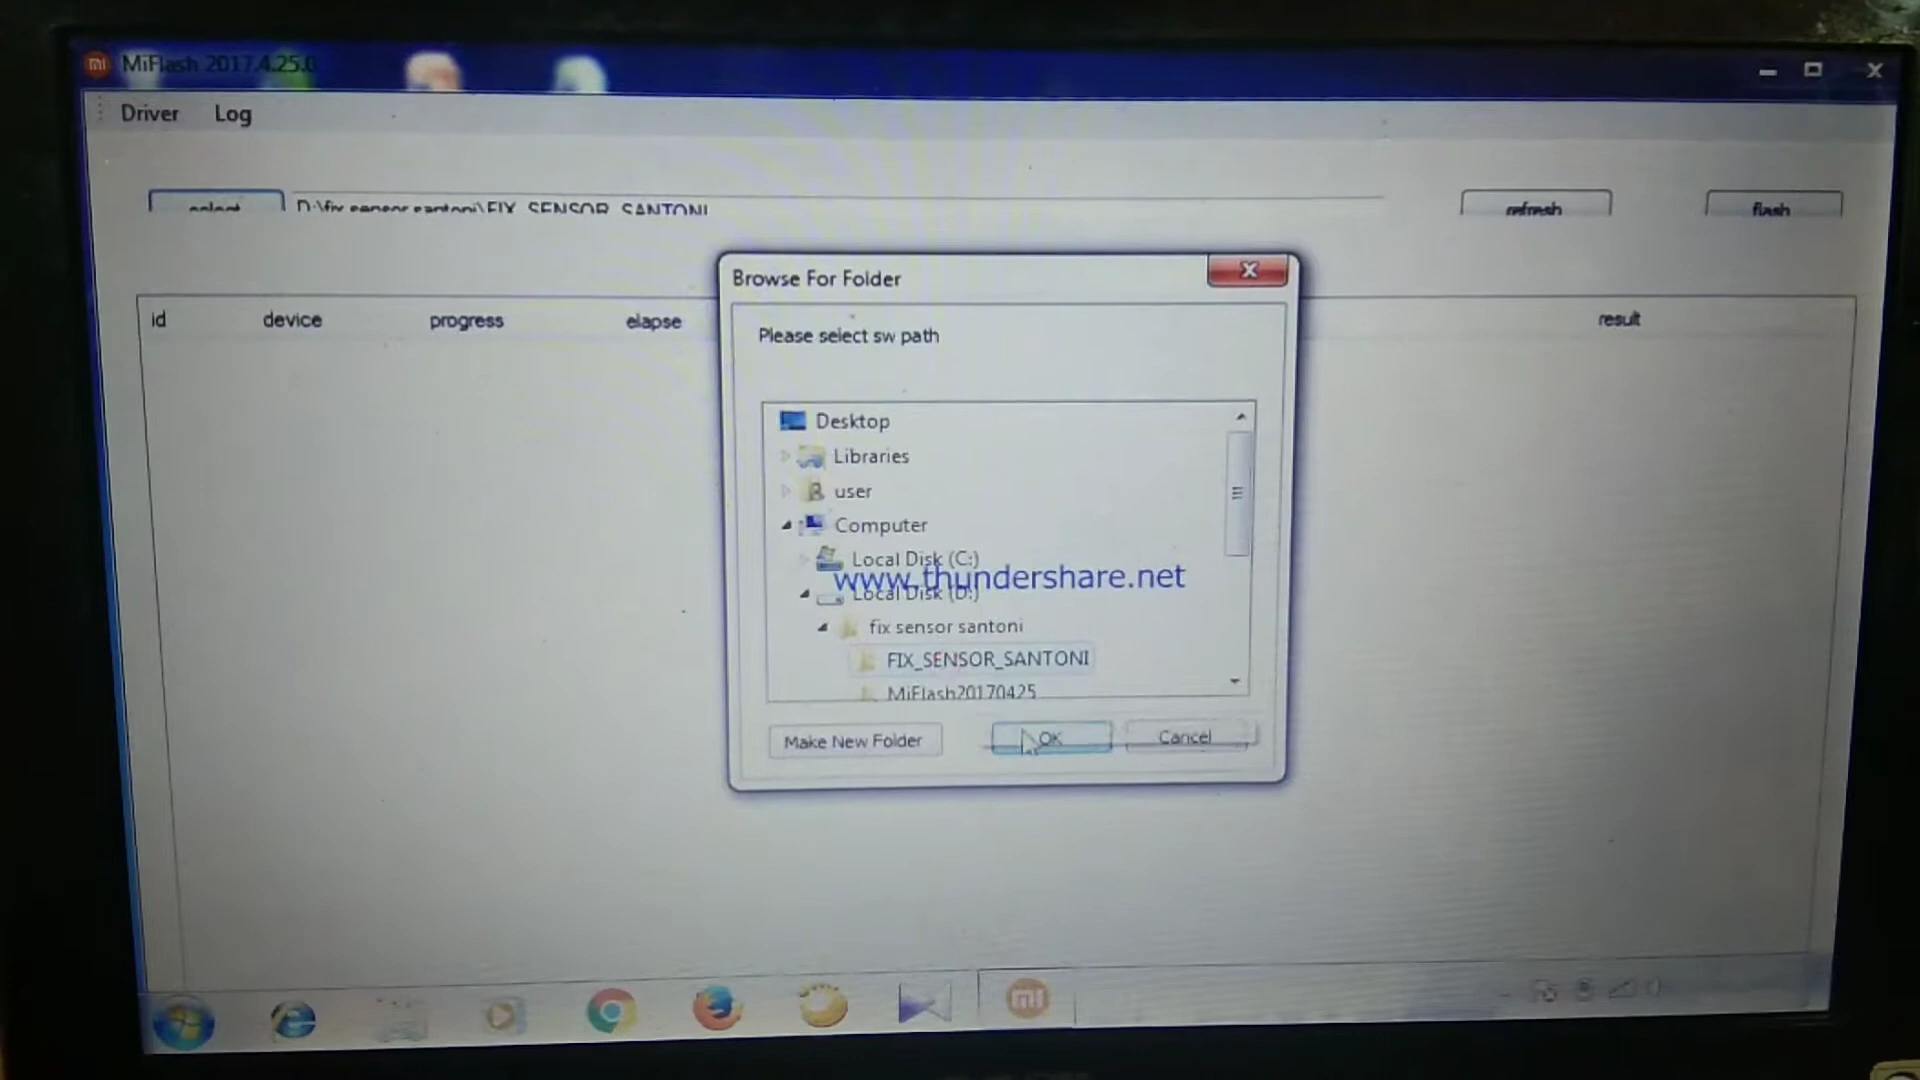 MiFlash 2017.4.25.0
Driver Log
select D:\fix sensor santoni\FIX_SENSOR_SANTONI refresh flash
Browse For Folder
id device progress elapse result
Please select sw path
Desktop
Libraries
user
Computer
Local Disk (C:)
www.thundershare.net
Local Disk (D:)
fix sensor santoni
FIX_SENSOR_SANTONI
MiFlash20170425
Make New Folder OK Cancel